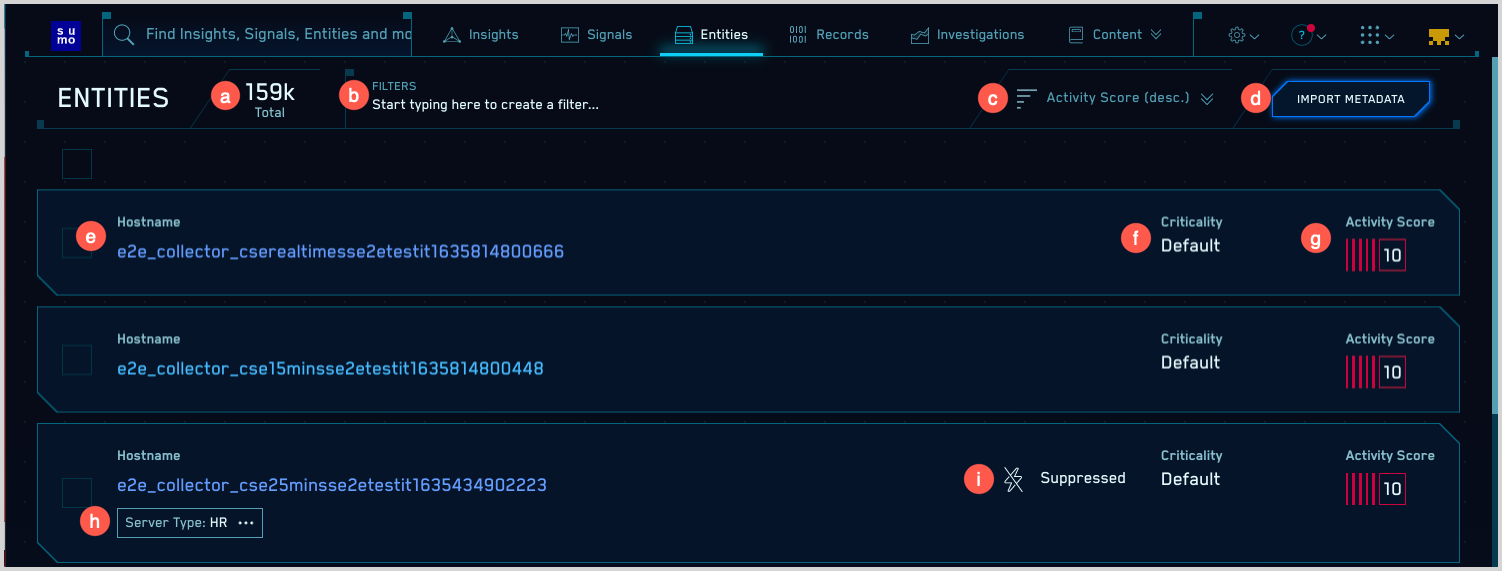 su
mo
Find Insights, Signals, Entities and mo
Insights
Signals
Entities
0101
1001
Records
Investigations
Content
?
ENTITIES
a
159k
Total
b
FILTERS
Start typing here to create a filter...
c
Activity Score (desc.)
d
IMPORT METADATA
e
Hostname
e2e_collector_cserealtimesse2etestit1635814800666
f
Criticality
Default
g
Activity Score
10
Hostname
e2e_collector_cse15minsse2etestit1635814800448
Criticality
Default
Activity Score
10
Hostname
e2e_collector_cse25minsse2etestit1635434902223
h
Server Type: HR ...
i
Suppressed
Criticality
Default
Activity Score
10